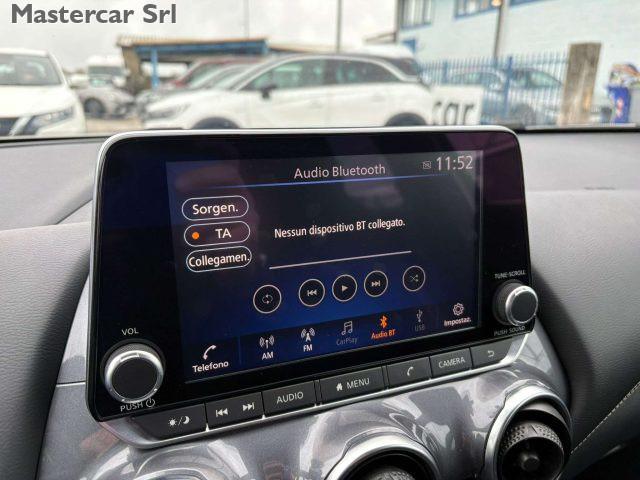 Mastercar Srl
car
Audio Bluetooth
11:52
Sorgen.
TA
Collegamen.
Nessun dispositivo BT collegato.
Telefono
AM
FM
CarPlay
Audio BT
USB
Impostaz.
VOL
PUSH
TUNE·SCROLL
PUSH SOUND
AUDIO
MENU
CAMERA